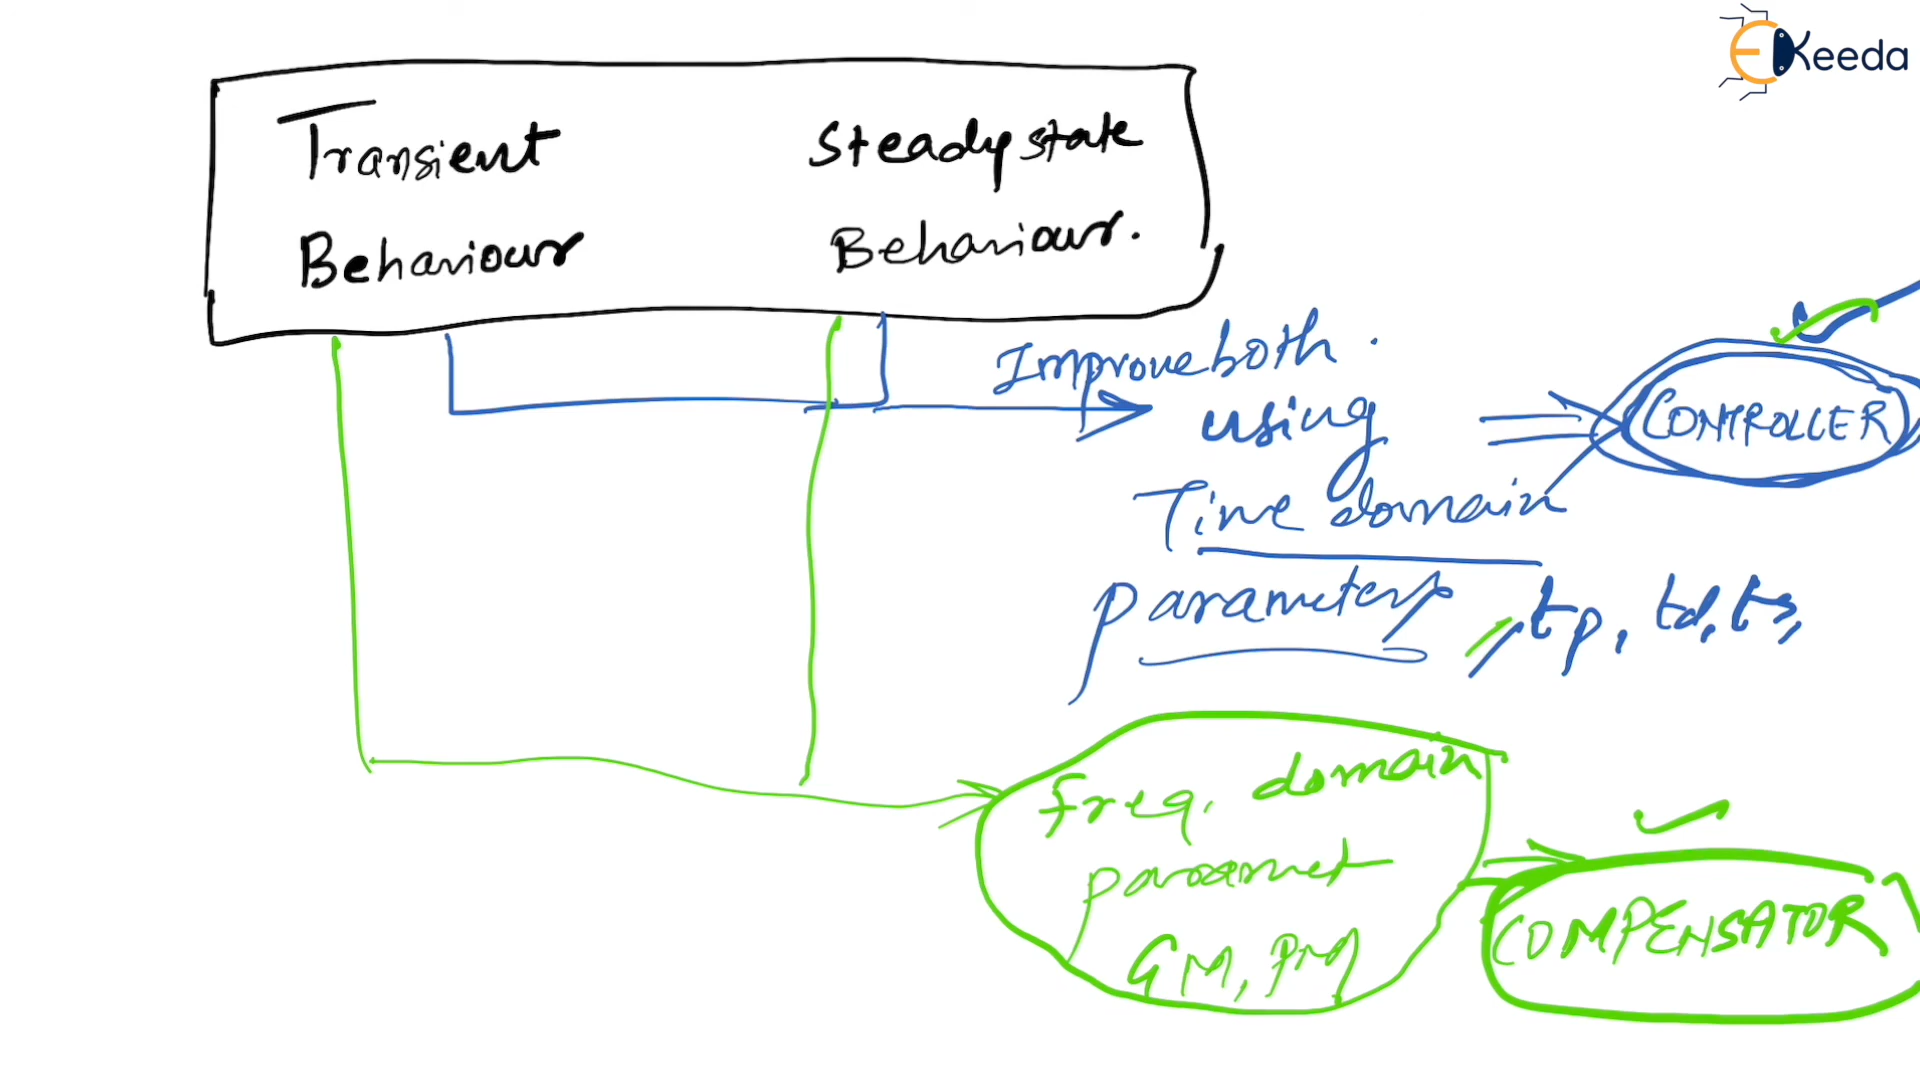 EKeeda
Transient
Behaviour
Steady state
Behaviour.
Improve both.
using
Time domain
parameters, tp, td, ts,
CONTROLLER
freq. domain
paramet
GM, PM
COMPENSATOR